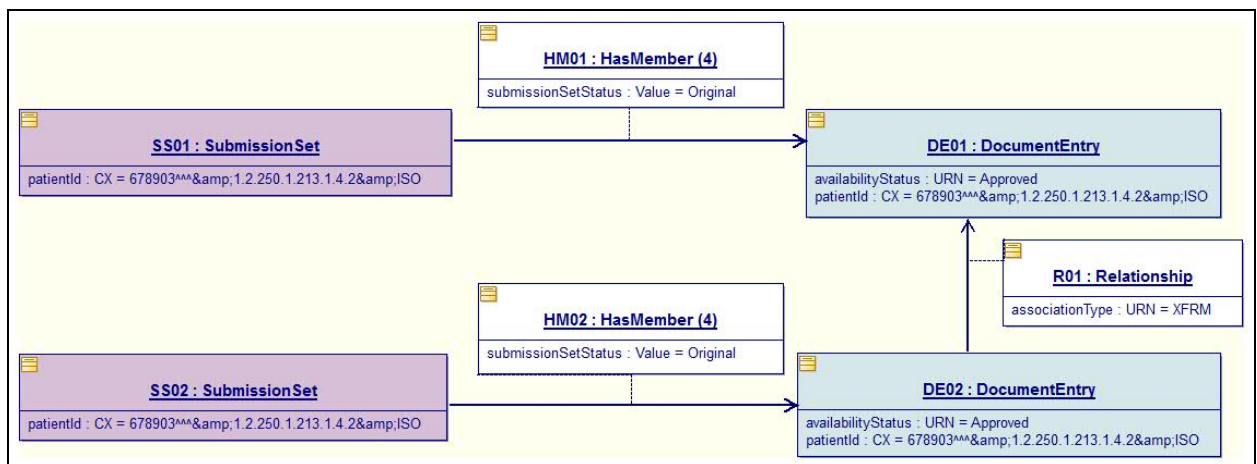 HM01 : HasMember (4)
submissionSetStatus : Value = Original
SS01 : SubmissionSet
patientId : CX = 678903^^^&amp;1.2.250.1.213.1.4.2&amp;ISO
DE01 : DocumentEntry
availabilityStatus : URN = Approved
patientId : CX = 678903^^^&amp;1.2.250.1.213.1.4.2&amp;ISO
R01 : Relationship
associationType : URN = XFRM
HM02 : HasMember (4)
submissionSetStatus : Value = Original
SS02 : SubmissionSet
patientId : CX = 678903^^^&amp;1.2.250.1.213.1.4.2&amp;ISO
DE02 : DocumentEntry
availabilityStatus : URN = Approved
patientId : CX = 678903^^^&amp;1.2.250.1.213.1.4.2&amp;ISO